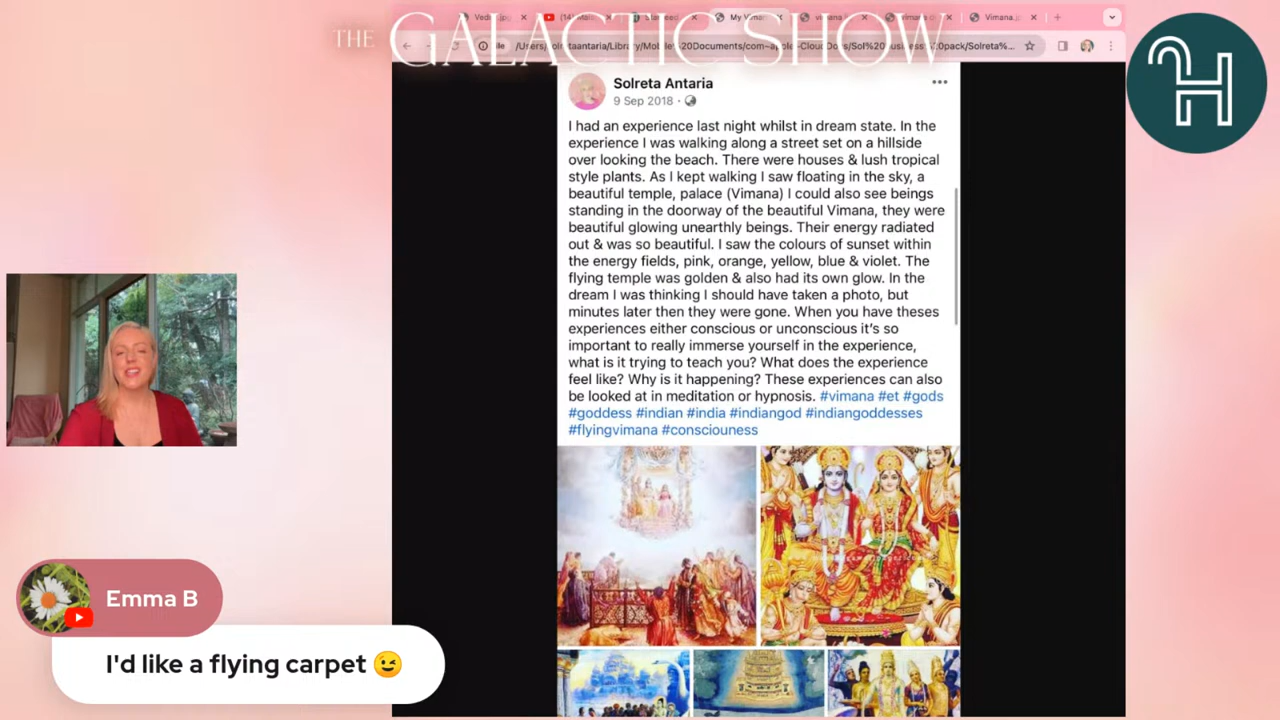 THE GALACTIC SHOW
/Users/
Library/
Solreta%...
Solreta Antaria
9 Sep 2018
I had an experience last night whilst in dream state. In the
experience I was walking along a street set on a hillside
over looking the beach. There were houses & lush tropical
style plants. As I kept walking I saw floating in the sky, a
beautiful temple, palace (Vimana) I could also see beings
standing in the doorway of the beautiful Vimana, they were
beautiful glowing unearthly beings. Their energy radiated
out & was so beautiful. I saw the colours of sunset within
the energy fields, pink, orange, yellow, blue & violet. The
flying temple was golden & also had its own glow. In the
dream I was thinking I should have taken a photo, but
minutes later then they were gone. When you have theses
experiences either conscious or unconscious it's so
important to really immerse yourself in the experience,
what is it trying to teach you? What does the experience
feel like? Why is it happening? These experiences can also
be looked at in meditation or hypnosis. #vimana #et #gods
#goddess #indian #india #indiangod #indiangoddesses
#flyingvimana #consciouness
H
Emma B
I'd like a flying carpet 😉